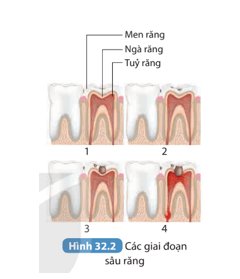 Men răng
Ngà răng
Tuỷ răng
1
2
3
4
Hình 32.2 Các giai đoạn
sâu răng